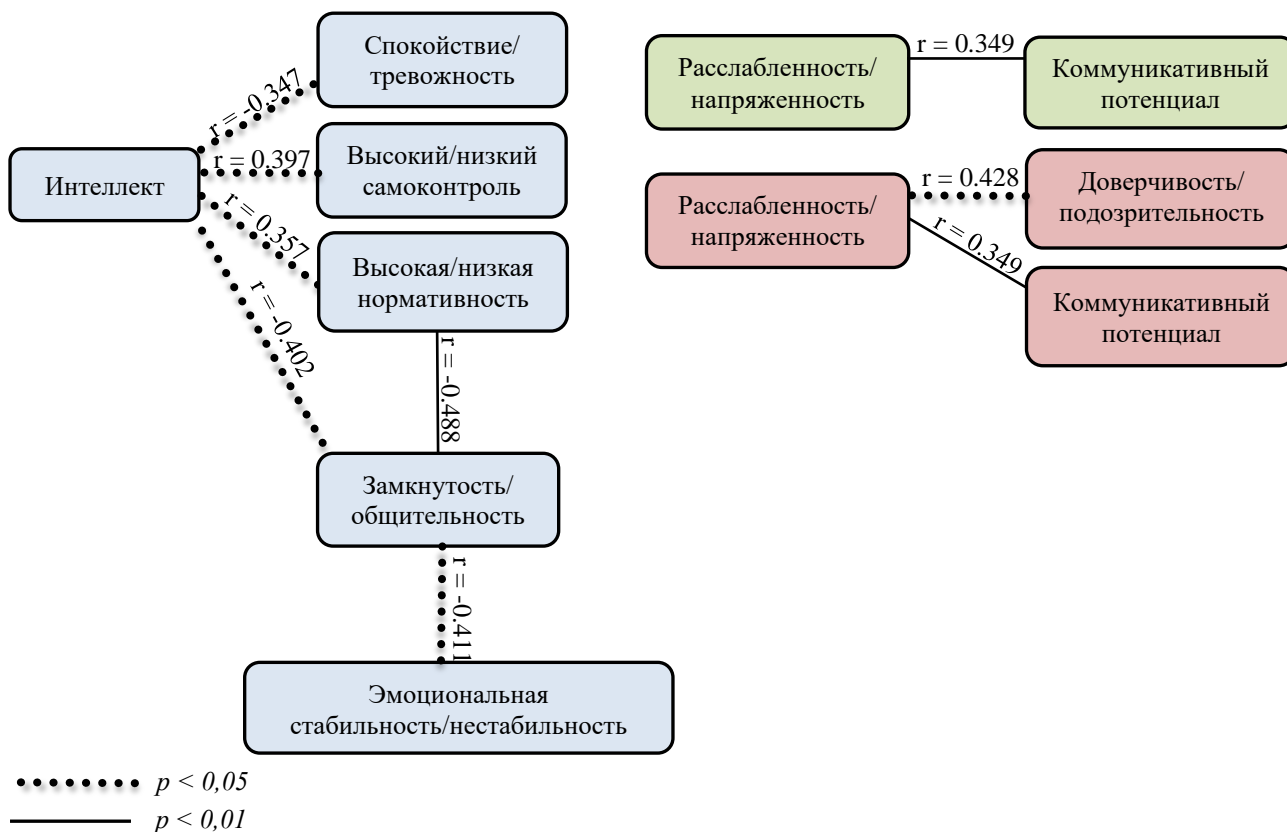 Спокойствие/
тревожность
r = -0.347
Интеллект
r = 0.397
Высокий/низкий
самоконтроль
r = 0.357
Высокая/низкая
нормативность
r = -0.402
r = -0.488
Замкнутость/
общительность
r = -0.411
Эмоциональная
стабильность/нестабильность
Расслабленность/
напряженность
r = 0.349
Коммуникативный
потенциал
Расслабленность/
напряженность
r = 0.428
Доверчивость/
подозрительность
r = 0.349
Коммуникативный
потенциал
p < 0,05
p < 0,01